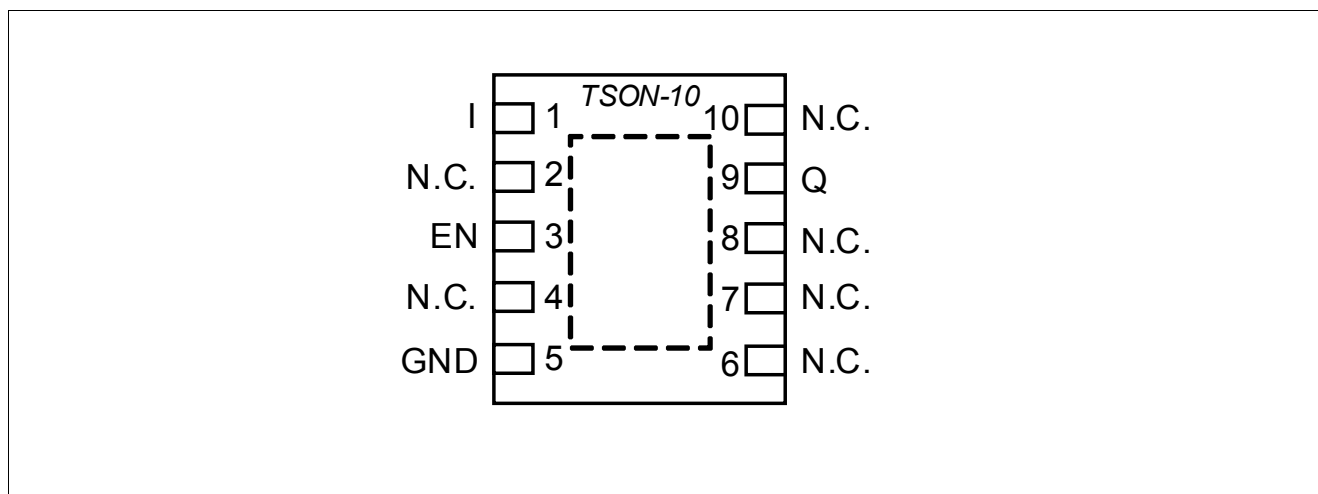 TSON-10
I 1 10 N.C.
N.C. 2 9 Q
EN 3 8 N.C.
N.C. 4 7 N.C.
GND 5 6 N.C.